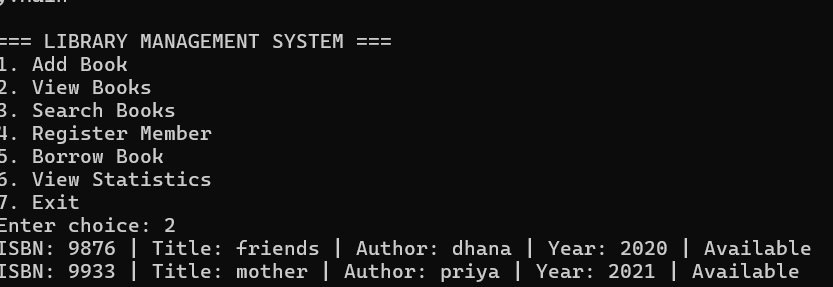 === LIBRARY MANAGEMENT SYSTEM ===
1. Add Book
2. View Books
3. Search Books
4. Register Member
5. Borrow Book
6. View Statistics
7. Exit
Enter choice: 2
ISBN: 9876 | Title: friends | Author: dhana | Year: 2020 | Available
ISBN: 9933 | Title: mother | Author: priya | Year: 2021 | Available